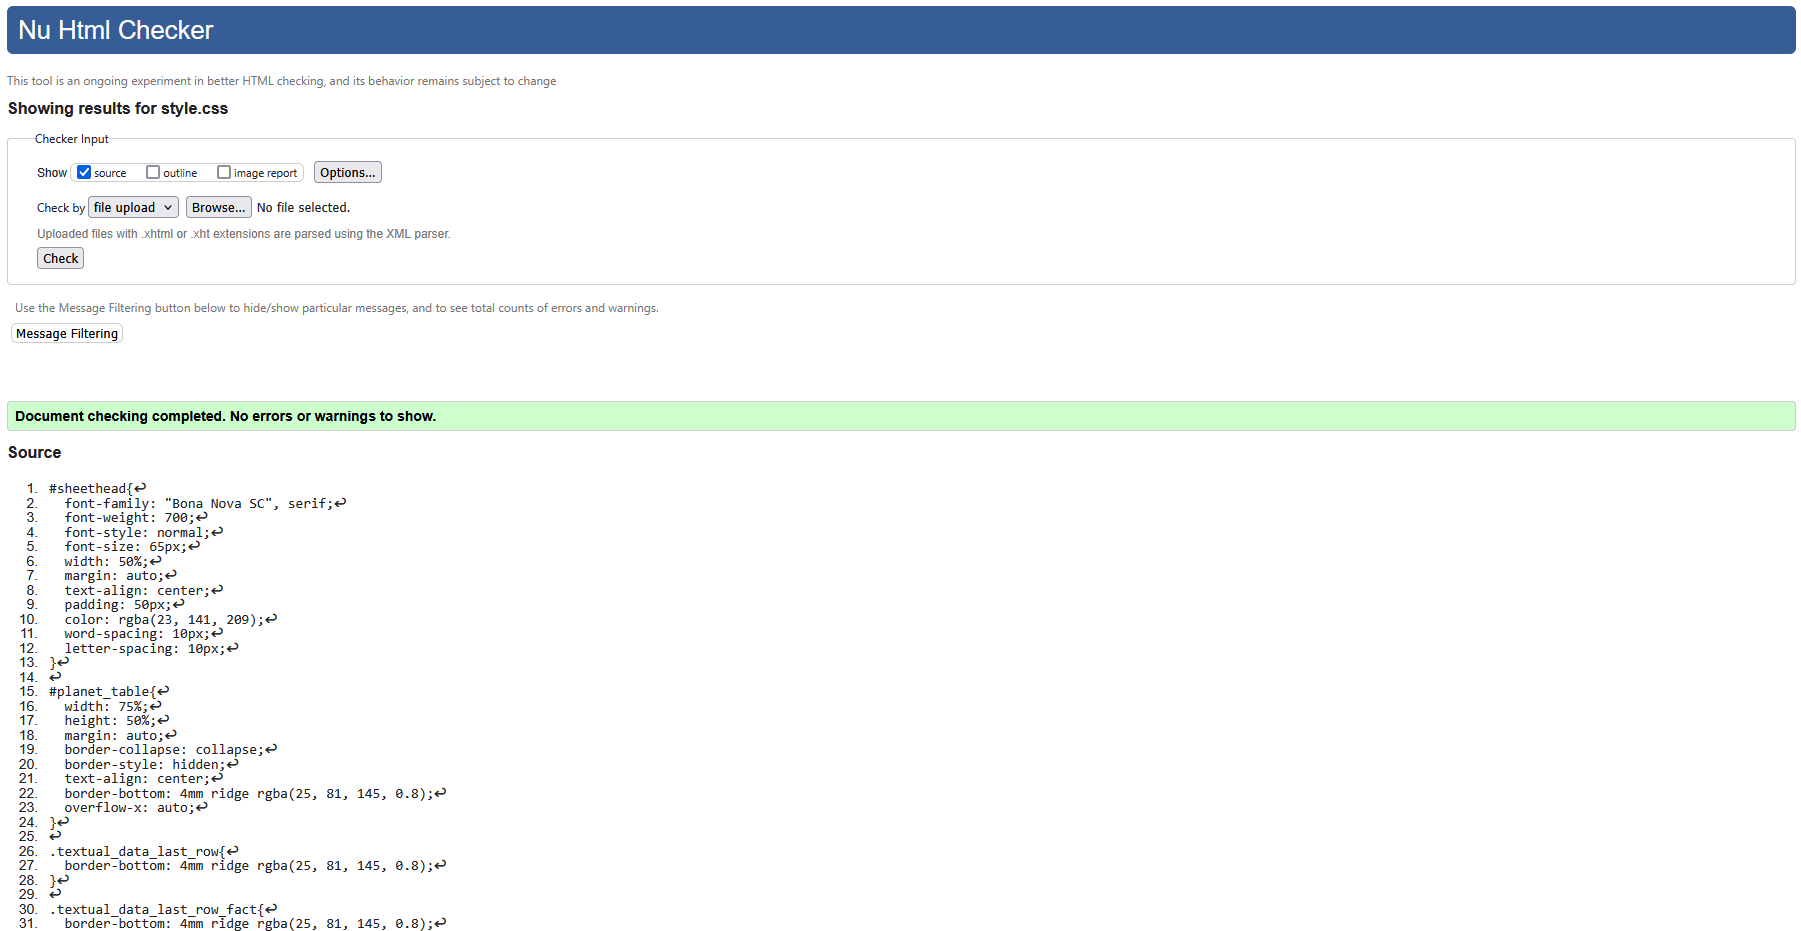 Nu Html Checker
This tool is an ongoing experiment in better HTML checking, and its behavior remains subject to change
Showing results for style.css
Checker Input
Show source outline image report Options...
Check by file upload Browse... No file selected.
Uploaded files with .xhtml or .xht extensions are parsed using the XML parser.
Check
Use the Message Filtering button below to hide/show particular messages, and to see total counts of errors and warnings.
Message Filtering
Document checking completed. No errors or warnings to show.
Source
1. #sheethead{↩
2. font-family: "Bona Nova SC", serif;↩
3. font-weight: 700;↩
4. font-style: normal;↩
5. font-size: 65px;↩
6. width: 50%;↩
7. margin: auto;↩
8. text-align: center;↩
9. padding: 50px;↩
10. color: rgba(23, 141, 209);↩
11. word-spacing: 10px;↩
12. letter-spacing: 10px;↩
13. }↩
14. ↩
15. #planet_table{↩
16. width: 75%;↩
17. height: 50%;↩
18. margin: auto;↩
19. border-collapse: collapse;↩
20. border-style: hidden;↩
21. text-align: center;↩
22. border-bottom: 4mm ridge rgba(25, 81, 145, 0.8);↩
23. overflow-x: auto;↩
24. }↩
25. ↩
26. .textual_data_last_row{↩
27. border-bottom: 4mm ridge rgba(25, 81, 145, 0.8);↩
28. }↩
29. ↩
30. .textual_data_last_row_fact{↩
31. border-bottom: 4mm ridge rgba(25, 81, 145, 0.8);↩